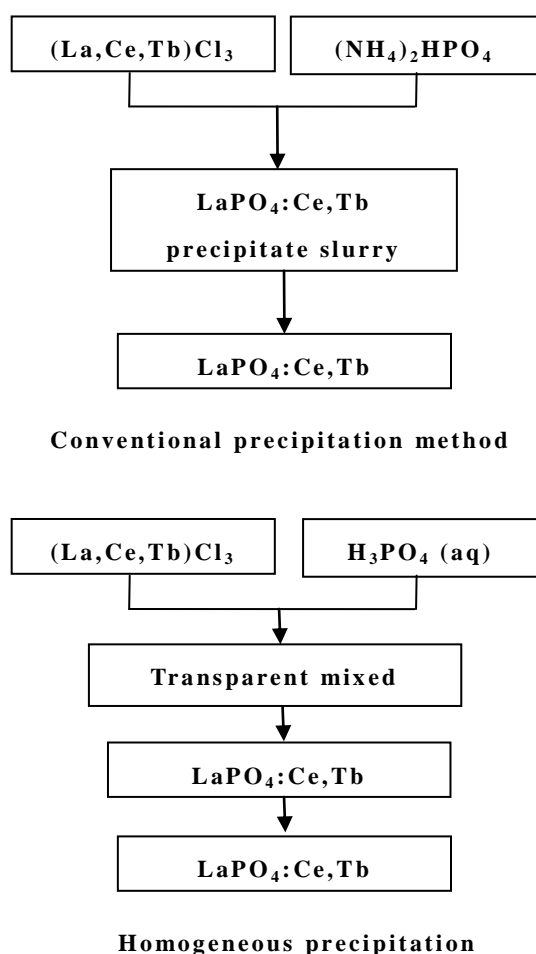 (La,Ce,Tb)Cl₃
(NH₄)₂HPO₄
LaPO₄:Ce,Tb
precipitate slurry
LaPO₄:Ce,Tb
Conventional precipitation method
(La,Ce,Tb)Cl₃
H₃PO₄ (aq)
Transparent mixed
LaPO₄:Ce,Tb
LaPO₄:Ce,Tb
Homogeneous precipitation